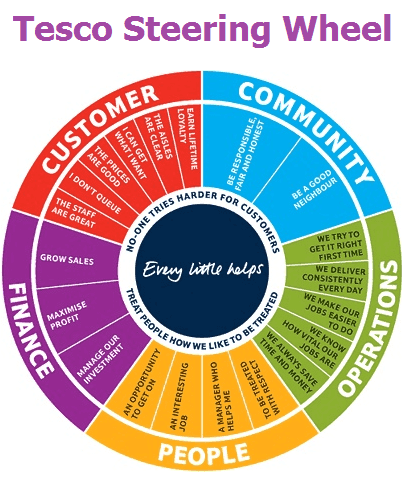 Tesco Steering Wheel
CUSTOMER
EARN LIFETIME
LOYALTY
THE AISLES
ARE CLEAR
I CAN GET
WHAT I WANT
THE PRICES
ARE GOOD
I DON'T QUEUE
THE STAFF
ARE GREAT
COMMUNITY
BE RESPONSIBLE,
FAIR AND HONEST
BE A GOOD
NEIGHBOUR
OPERATIONS
WE TRY TO
GET IT RIGHT
FIRST TIME
WE DELIVER
CONSISTENTLY
EVERY DAY
WE MAKE OUR
JOBS EASIER
TO DO
WE KNOW
HOW VITAL OUR
JOBS ARE
WE ALWAYS SAVE
TIME AND MONEY
PEOPLE
TO BE TREATED
WITH RESPECT
A MANAGER WHO
HELPS ME
AN INTERESTING
JOB
AN OPPORTUNITY
TO GET ON
FINANCE
MANAGE OUR
INVESTMENT
MAXIMISE
PROFIT
GROW SALES
NO-ONE TRIES HARDER FOR CUSTOMERS
Every little helps
TREAT PEOPLE HOW WE LIKE TO BE TREATED